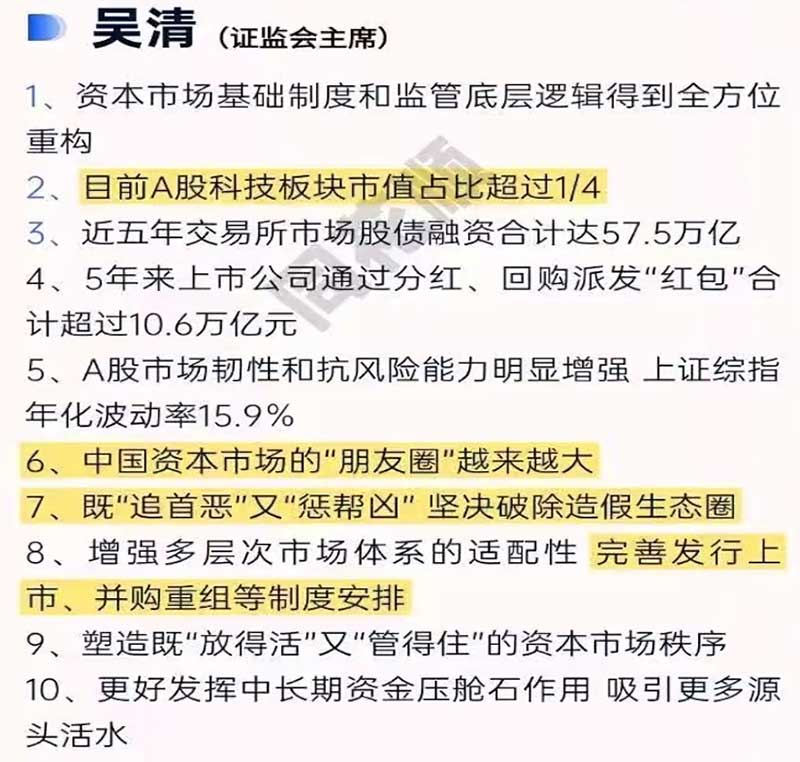 吴清（证监会主席）
1、资本市场基础制度和监管底层逻辑得到全方位
重构
2、目前A股科技板块市值占比超过1/4
3、近五年交易所市场股债融资合计达57.5万亿
4、5年来上市公司通过分红、回购派发“红包”合
计超过10.6万亿元
5、A股市场韧性和抗风险能力明显增强 上证综指
年化波动率15.9%
6、中国资本市场的“朋友圈”越来越大
7、既“追首恶”又“惩帮凶” 坚决破除造假生态圈
8、增强多层次市场体系的适配性 完善发行上
市、并购重组等制度安排
9、塑造既“放得活”又“管得住”的资本市场秩序
10、更好发挥中长期资金压舱石作用 吸引更多源
头活水
同花顺